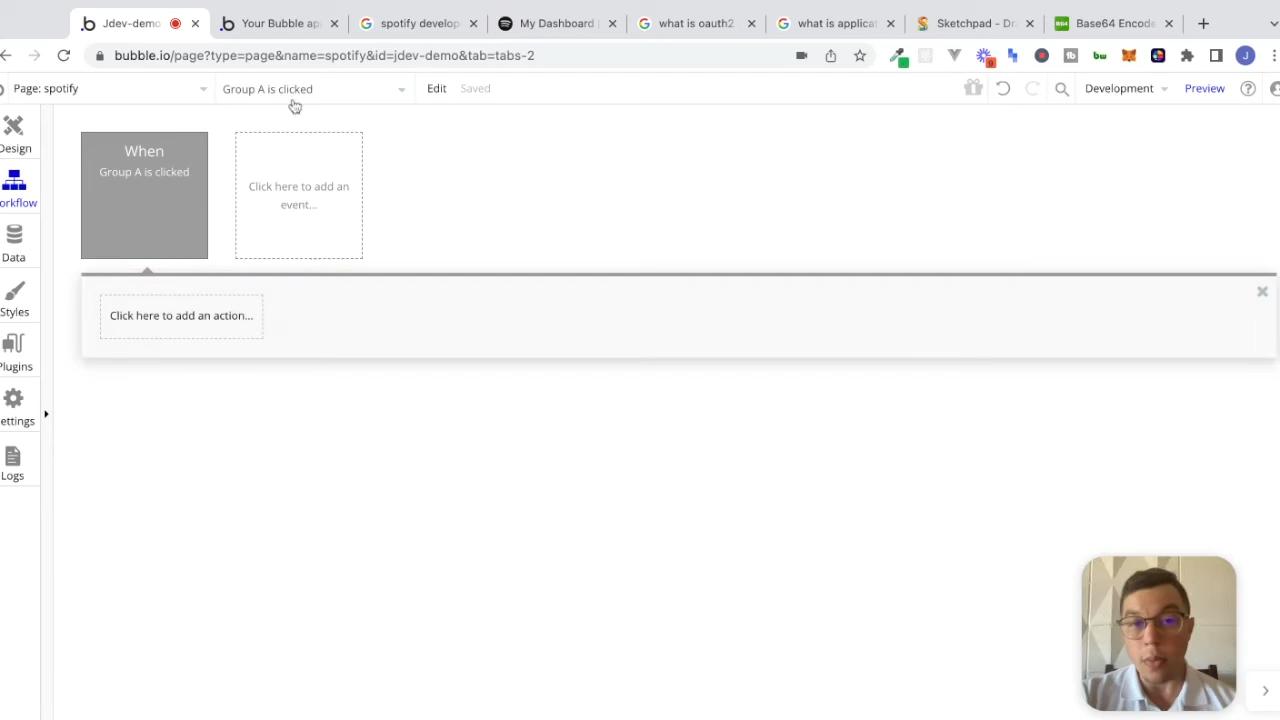 Jdev-demo
Your Bubble ap
spotify develop
My Dashboard
what is oauth2
what is applicat
Sketchpad - Dr
Base64 Encode
bubble.io/page?type=page&name=spotify&id=jdev-demo&tab=tabs-2
9
tb
bw
J
Page: spotify
Group A is clicked
Edit
Saved
Development
Preview
Design
orkflow
Data
Styles
Plugins
ettings
Logs
When
Group A is clicked
Click here to add an
event...
Click here to add an action...